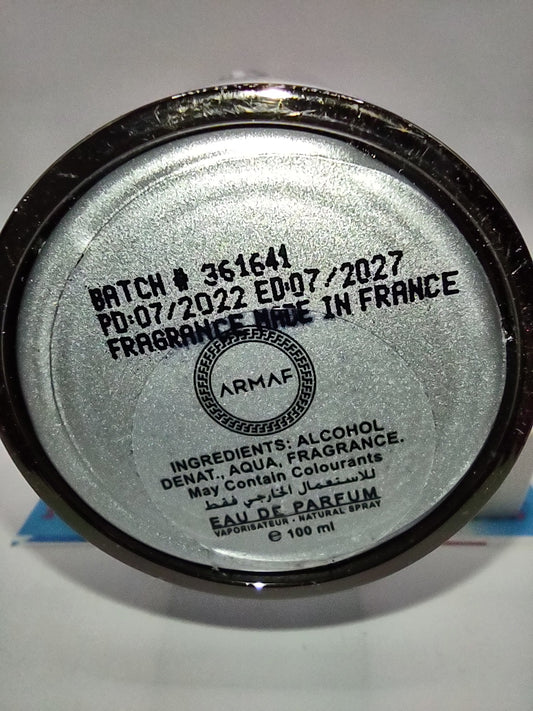 BATCH # 361641
PD:07/2022 ED:07/2027
FRAGRANCE MADE IN FRANCE
ARMAF
INGREDIENTS: ALCOHOL
DENAT., AQUA, FRAGRANCE.
May Contain Colourants
للاستعمال الخارجي فقط
EAU DE PARFUM
VAPORISATEUR - NATURAL SPRAY
e 100 ml